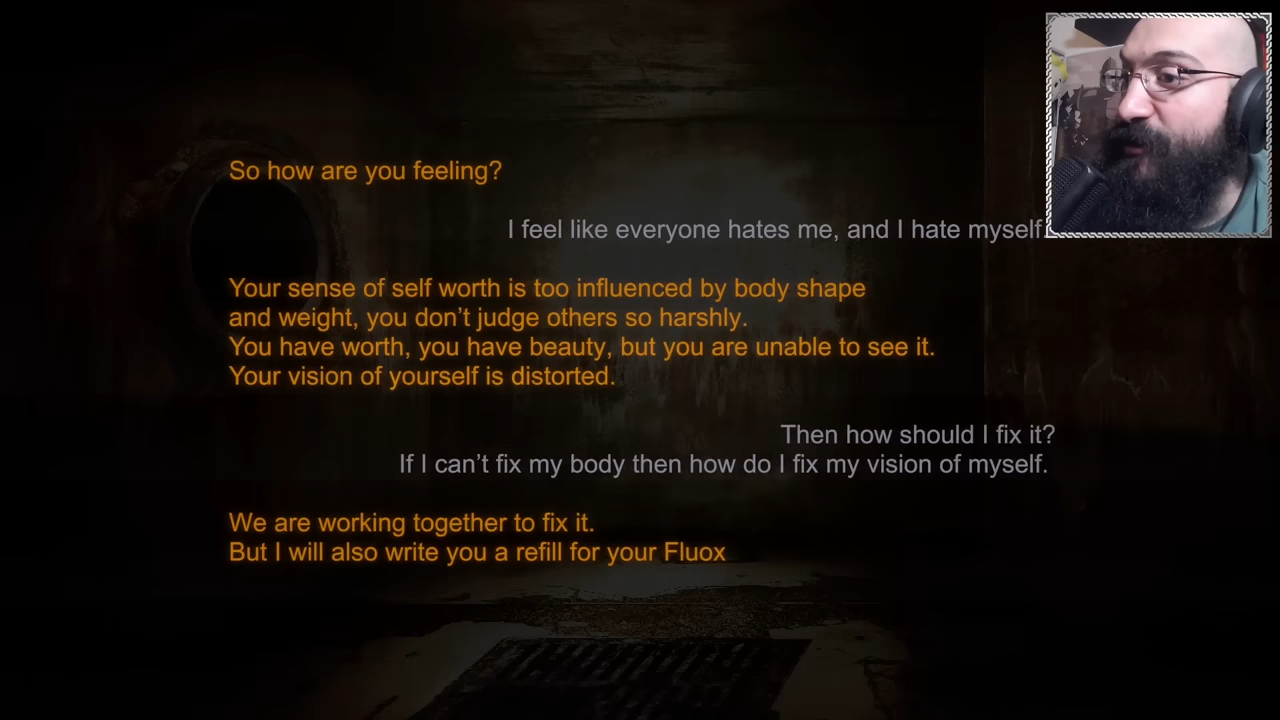 So how are you feeling?
I feel like everyone hates me, and I hate myself.
Your sense of self worth is too influenced by body shape
and weight, you don't judge others so harshly.
You have worth, you have beauty, but you are unable to see it.
Your vision of yourself is distorted.
Then how should I fix it?
If I can't fix my body then how do I fix my vision of myself.
We are working together to fix it.
But I will also write you a refill for your Fluox